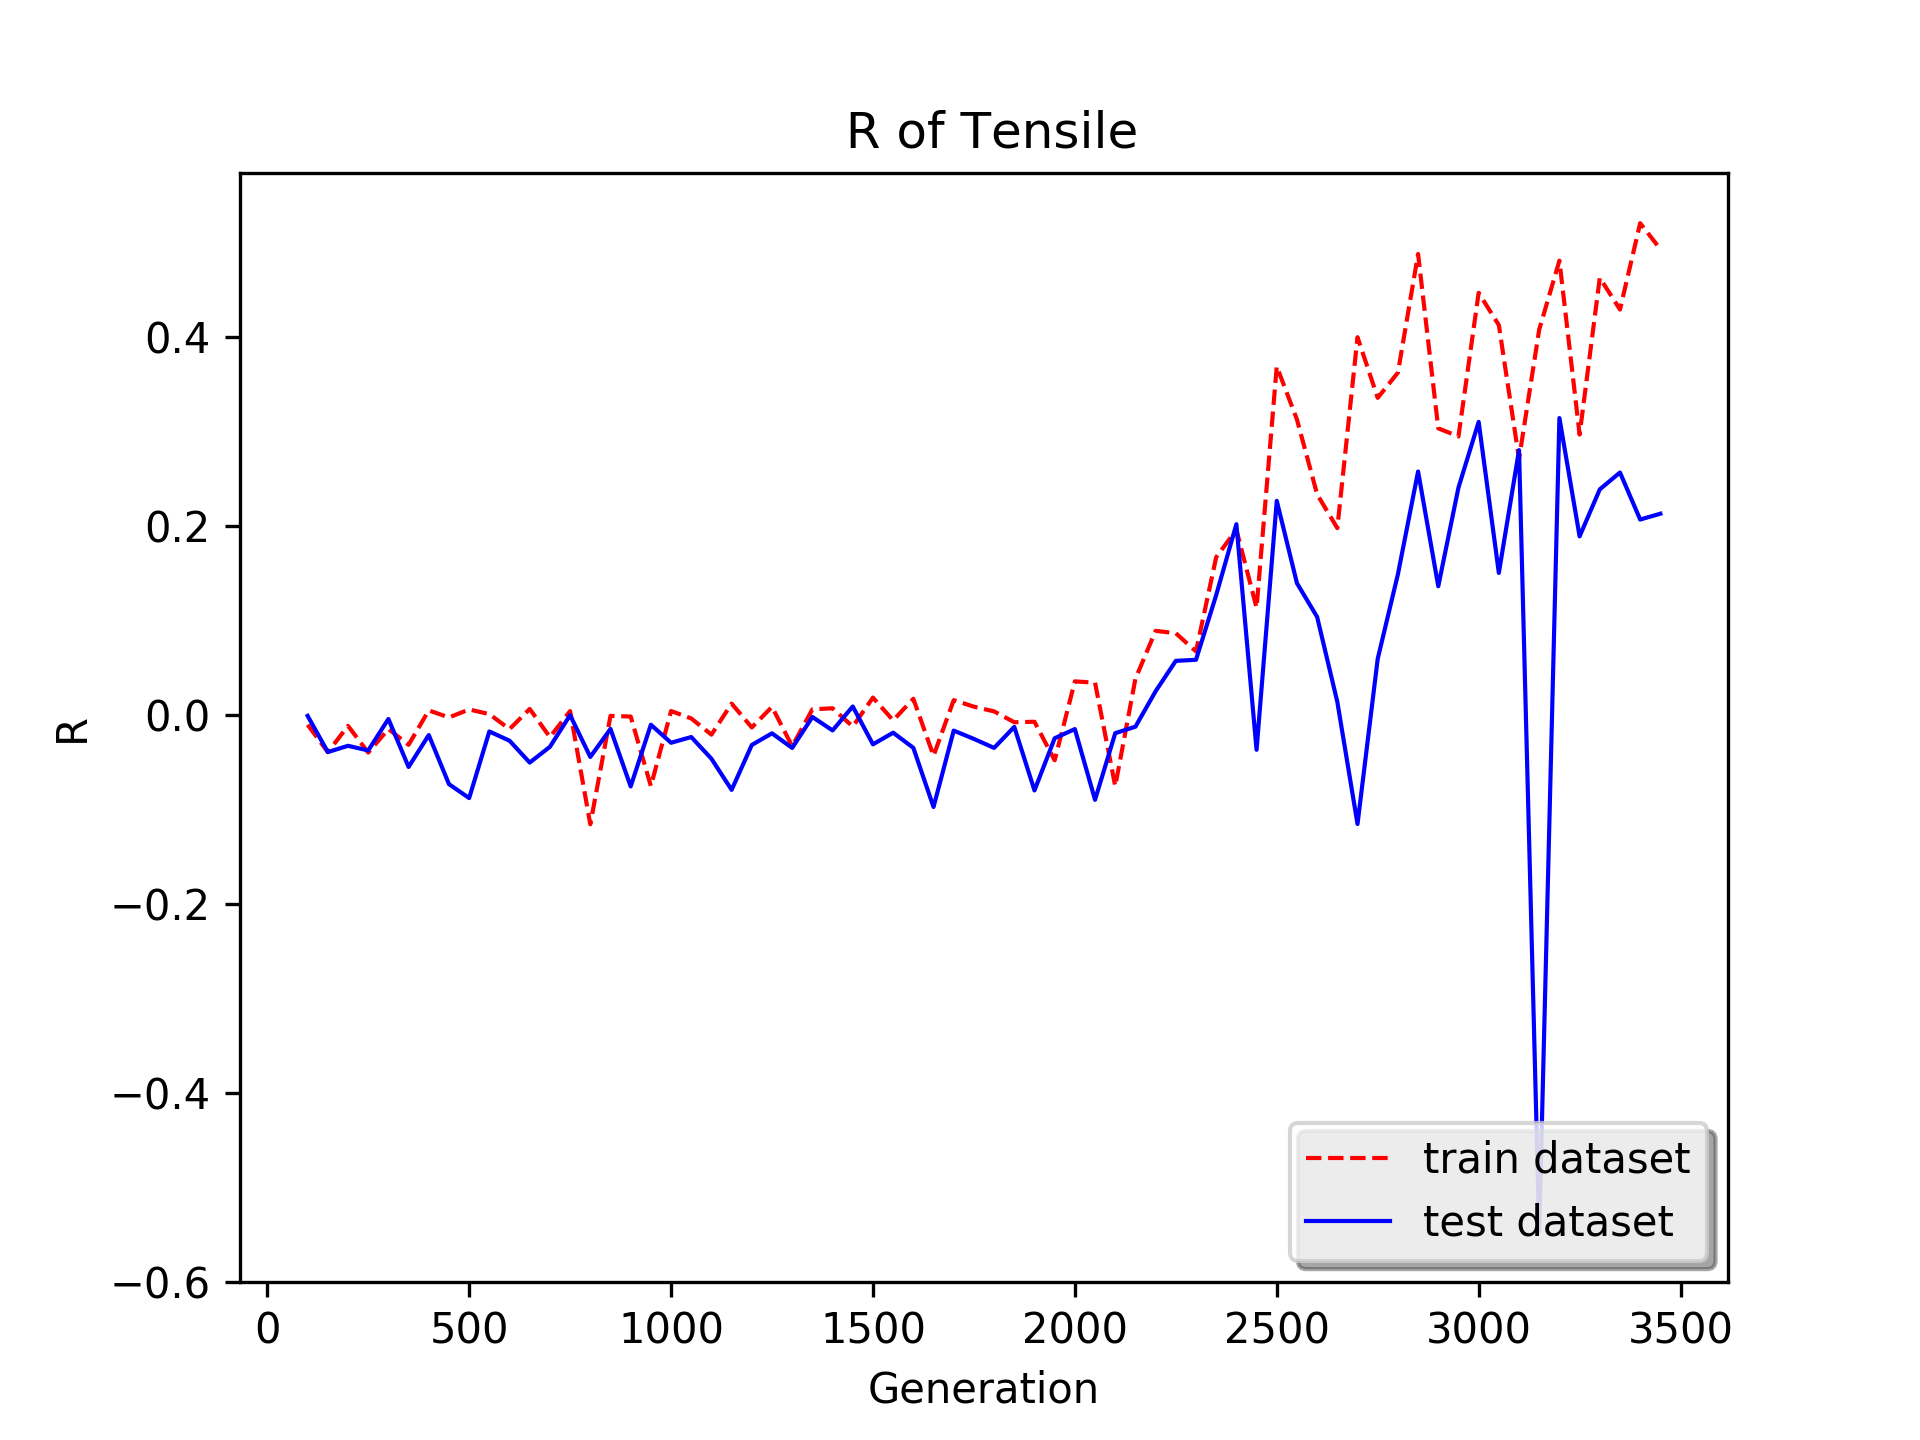 R of Tensile
R
0.4
0.2
0.0
−0.2
−0.4
−0.6
train dataset
test dataset
0 500 1000 1500 2000 2500 3000 3500
Generation